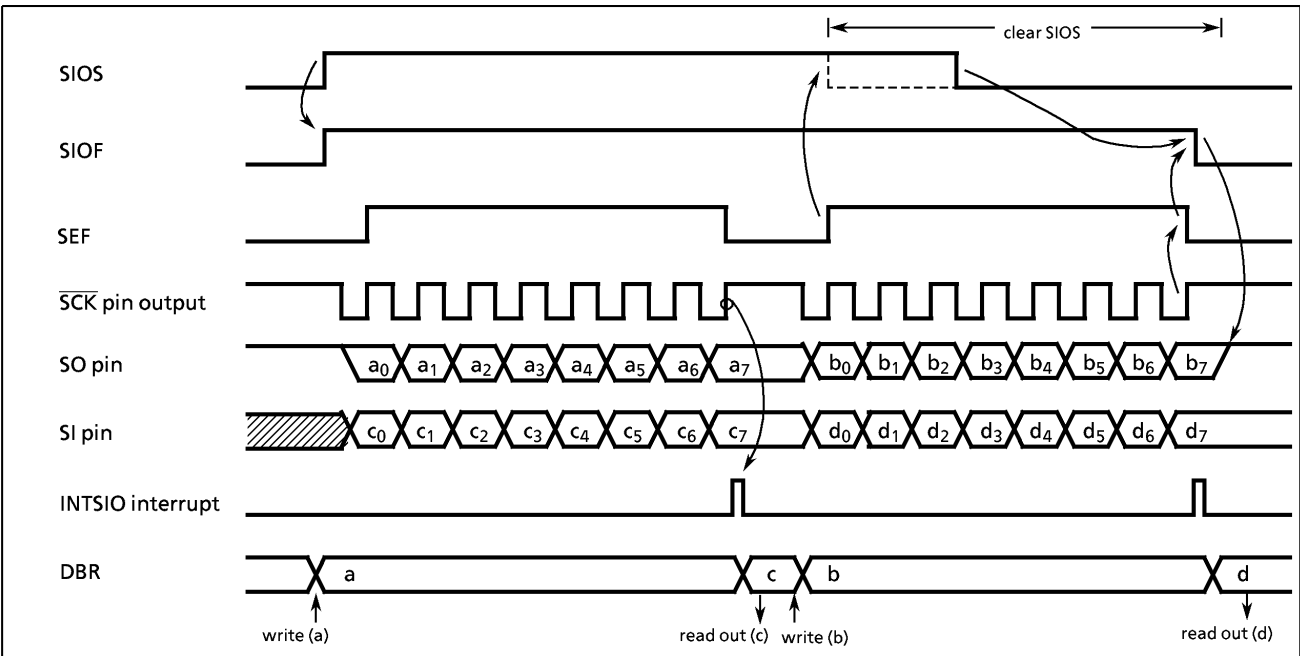 clear SIOS
SIOS
SIOF
SEF
S̅C̅K̅ pin output
SO pin a₀ a₁ a₂ a₃ a₄ a₅ a₆ a₇ b₀ b₁ b₂ b₃ b₄ b₅ b₆ b₇
SI pin c₀ c₁ c₂ c₃ c₄ c₅ c₆ c₇ d₀ d₁ d₂ d₃ d₄ d₅ d₆ d₇
INTSIO interrupt
DBR a c b d
write (a) read out (c) write (b) read out (d)